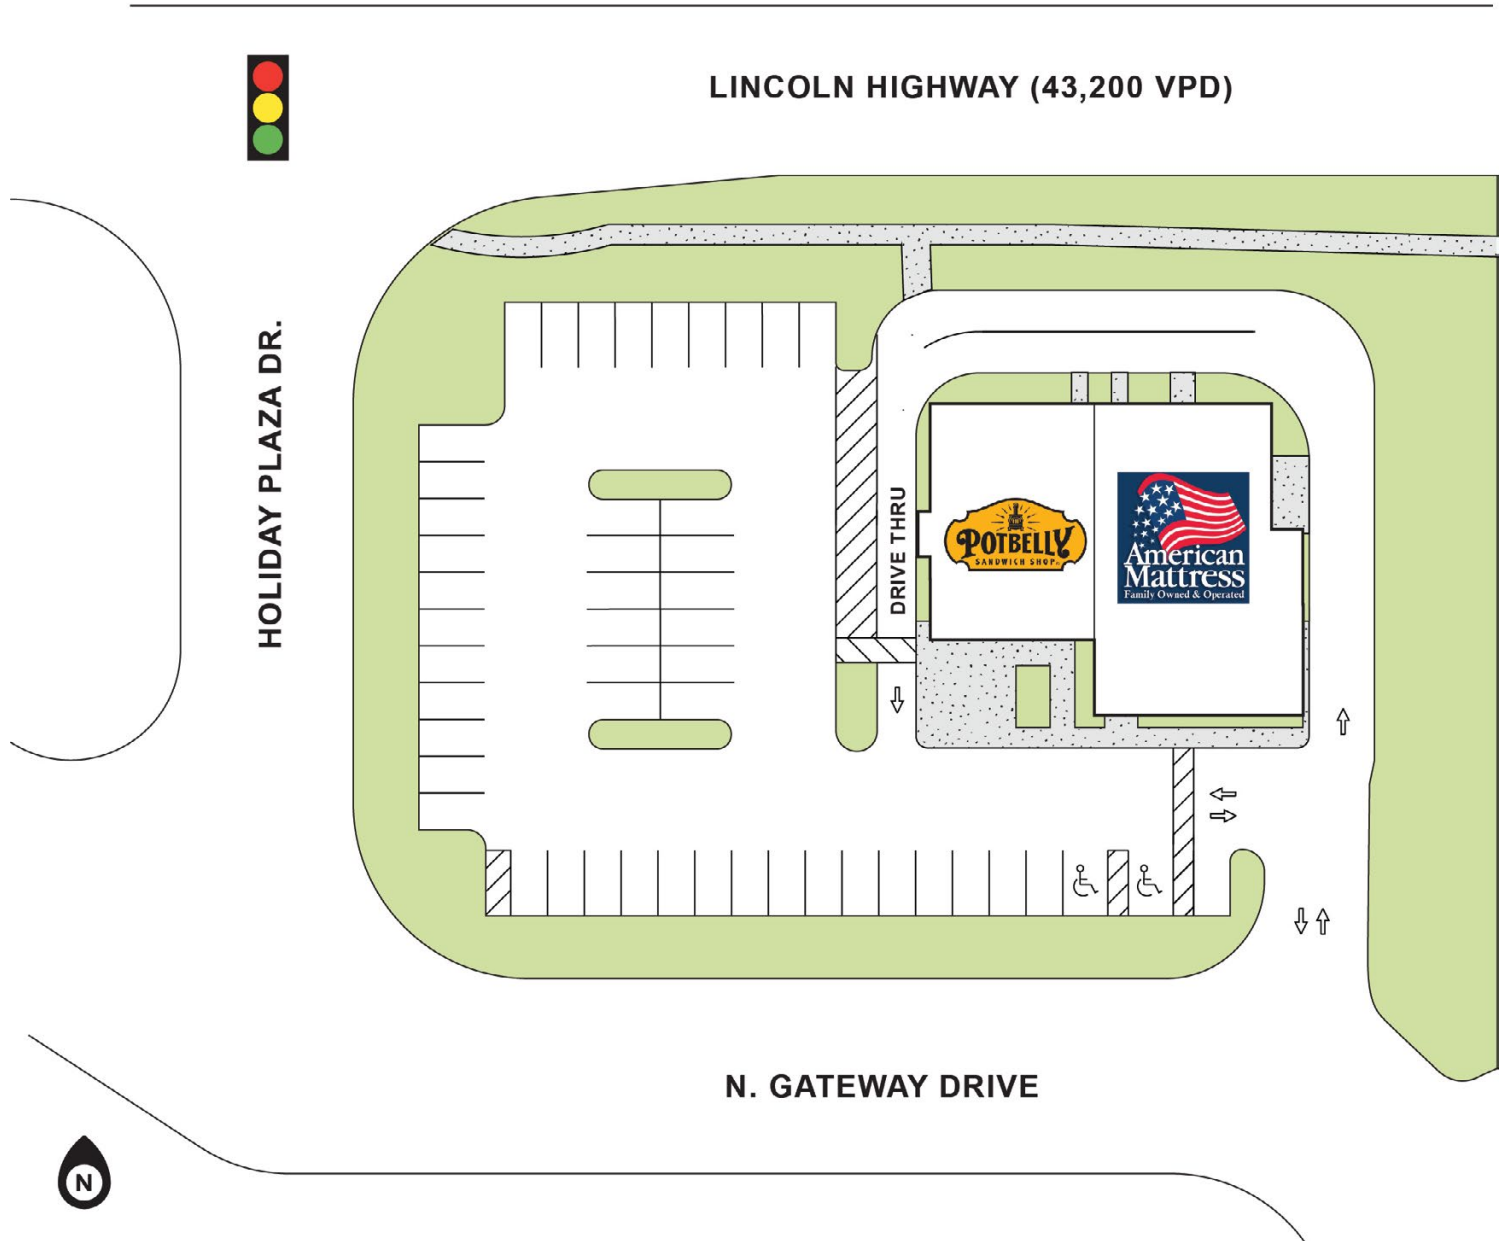 LINCOLN HIGHWAY (43,200 VPD)
HOLIDAY PLAZA DR.
DRIVE THRU
POTBELLY
SANDWICH SHOP
American
Mattress
Family Owned & Operated
N. GATEWAY DRIVE
N